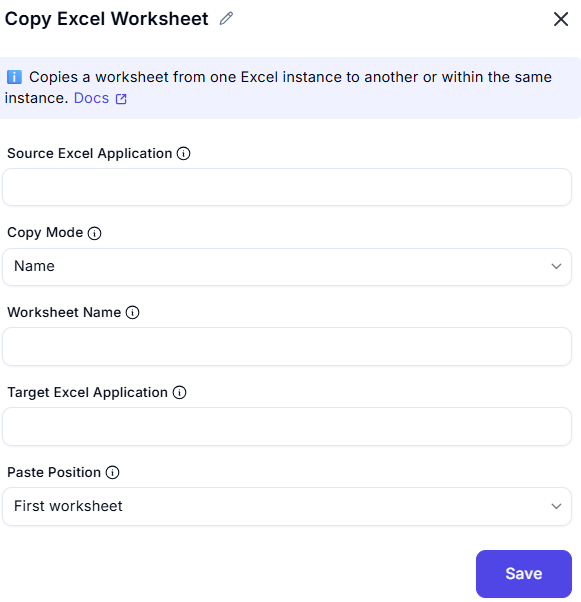 Copy Excel Worksheet
Copies a worksheet from one Excel instance to another or within the same
instance. Docs
Source Excel Application
Copy Mode
Name
Worksheet Name
Target Excel Application
Paste Position
First worksheet
Save